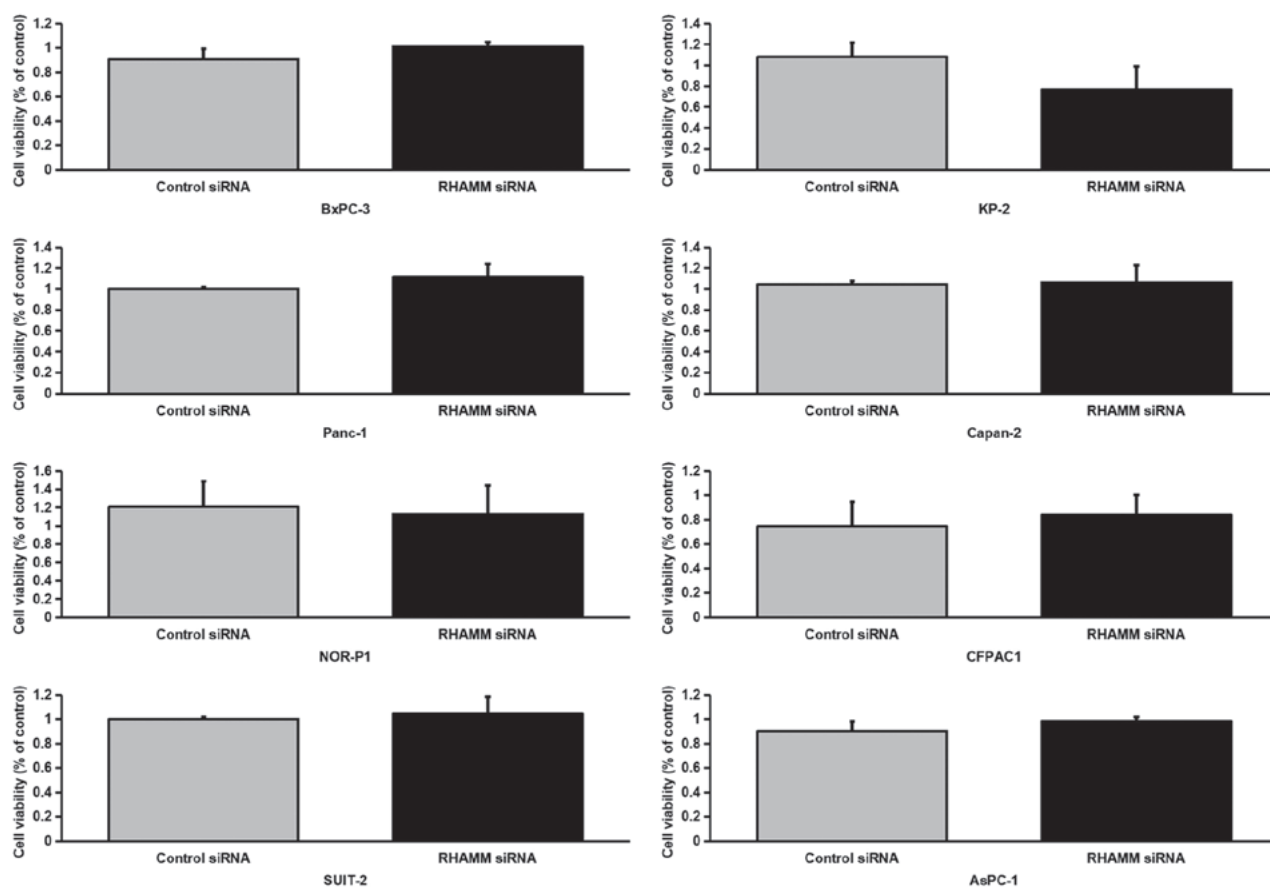 Cell viability (% of control)
1.2
1
0.8
0.6
0.4
0.2
0
Control siRNA
RHAMM siRNA
BxPC-3
Cell viability (% of control)
1.4
1.2
1
0.8
0.6
0.4
0.2
0
Control siRNA
RHAMM siRNA
KP-2
Cell viability (% of control)
1.4
1.2
1
0.8
0.6
0.4
0.2
0
Control siRNA
RHAMM siRNA
Panc-1
Cell viability (% of control)
1.4
1.2
1
0.8
0.6
0.4
0.2
0
Control siRNA
RHAMM siRNA
Capan-2
Cell viability (% of control)
1.6
1.4
1.2
1
0.8
0.6
0.4
0.2
0
Control siRNA
RHAMM siRNA
NOR-P1
Cell viability (% of control)
1.2
1
0.8
0.6
0.4
0.2
0
Control siRNA
RHAMM siRNA
CFPAC1
Cell viability (% of control)
1.2
1
0.8
0.6
0.4
0.2
0
Control siRNA
RHAMM siRNA
SUIT-2
Cell viability (% of control)
1.2
1
0.8
0.6
0.4
0.2
0
Control siRNA
RHAMM siRNA
AsPC-1